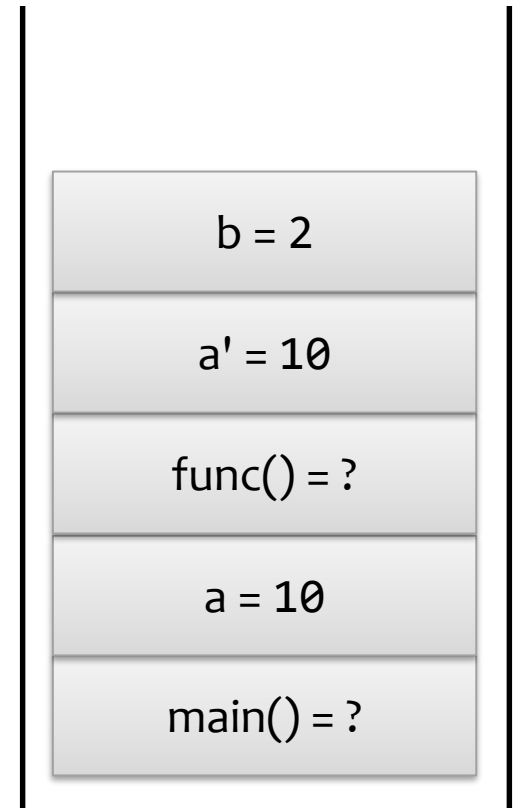 b = 2
a' = 10
func() = ?
a = 10
main() = ?